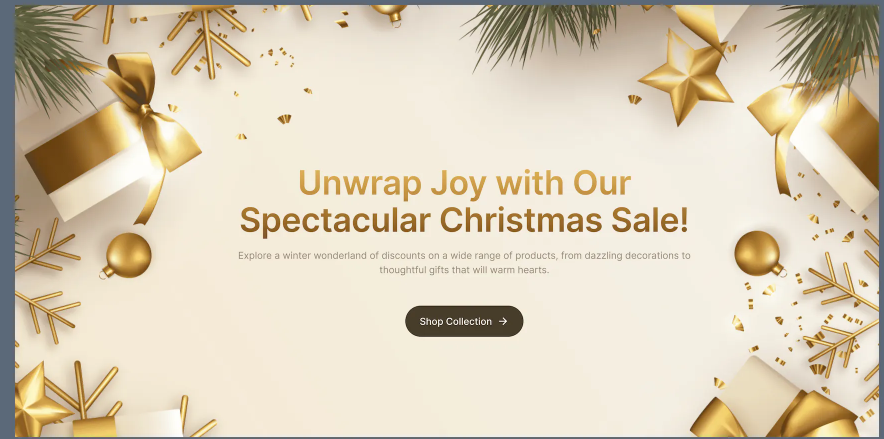 Unwrap Joy with Our
Spectacular Christmas Sale!
Explore a winter wonderland of discounts on a wide range of products, from dazzling decorations to
thoughtful gifts that will warm hearts.
Shop Collection →